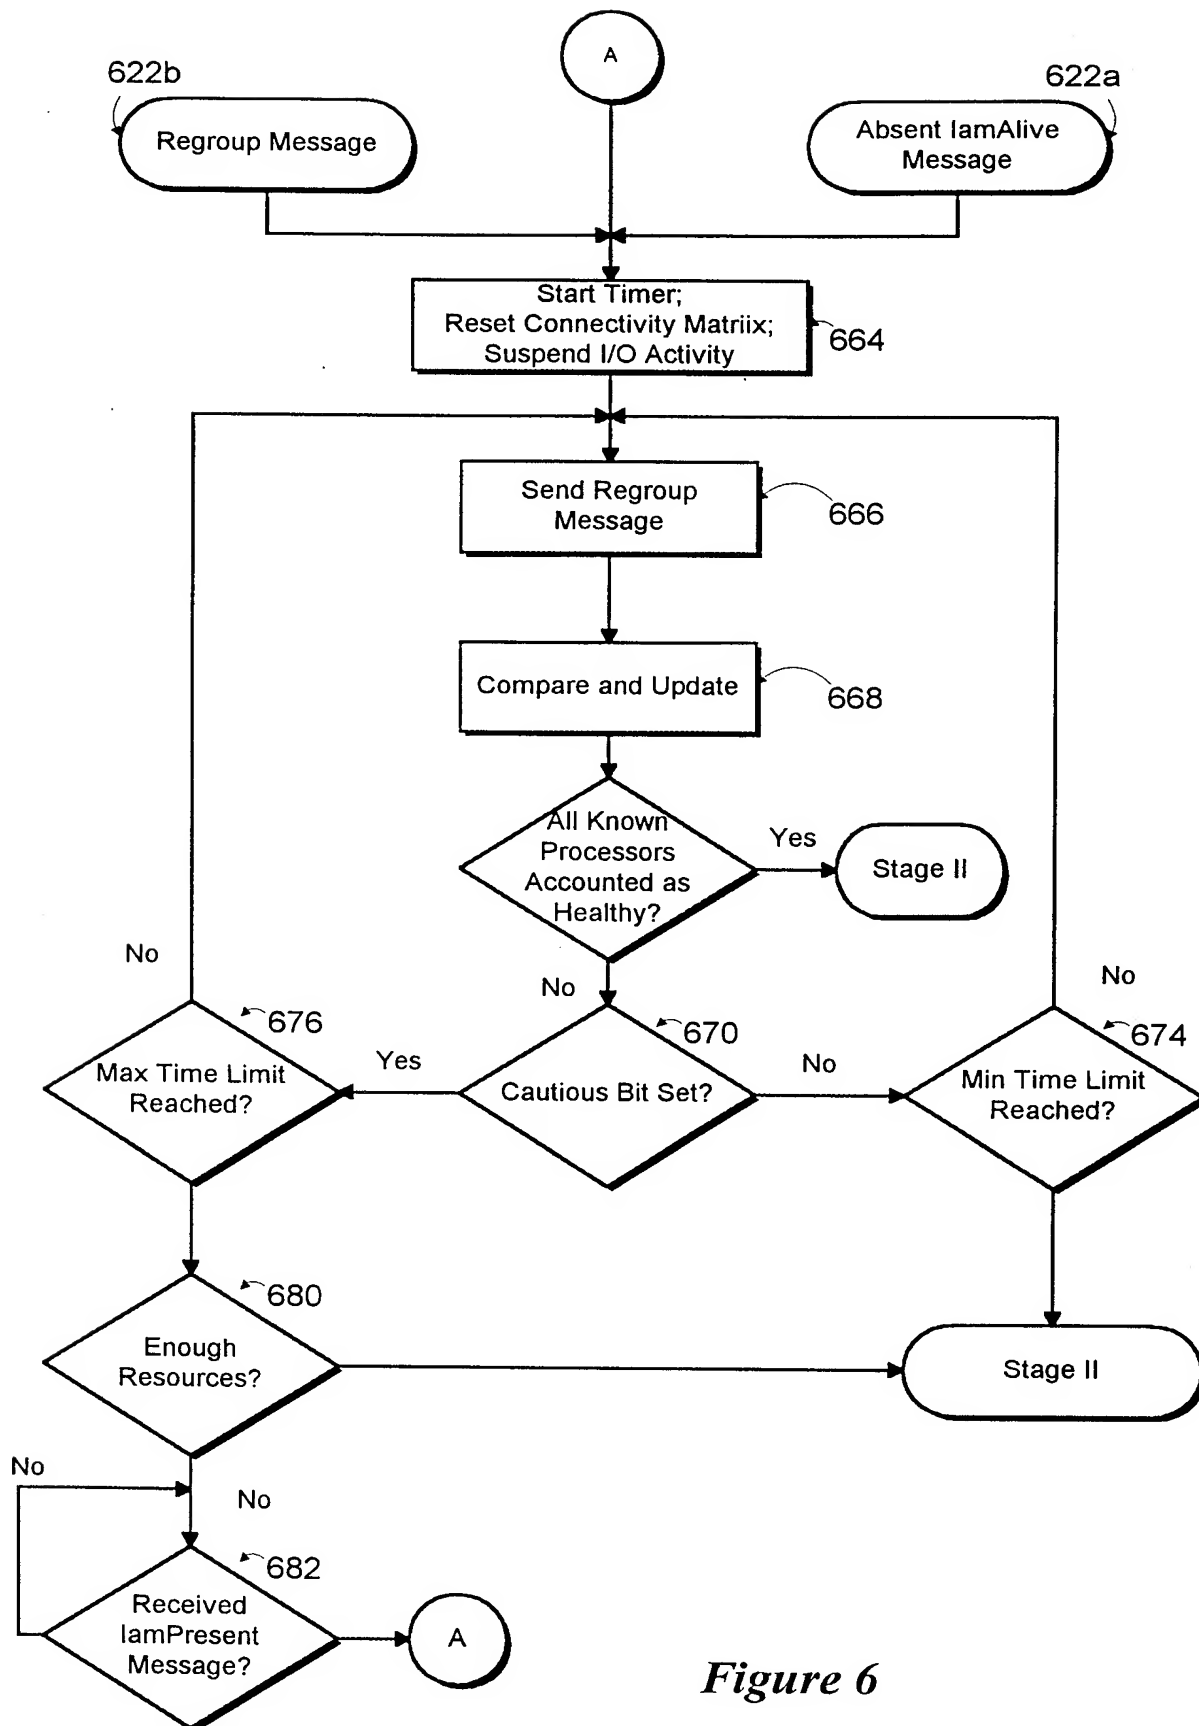 A
622b
622a
Regroup Message
Absent IamAlive
Message
Start Timer;
Reset Connectivity Matriix;
Suspend I/O Activity
664
Send Regroup
Message
666
Compare and Update
668
All Known
Processors
Accounted as
Healthy?
Yes
Stage II
No
No
No
676
670
674
Max Time Limit
Reached?
Yes
Cautious Bit Set?
No
Min Time Limit
Reached?
680
Enough
Resources?
Stage II
No
No
682
Received
IamPresent
Message?
A
Figure 6